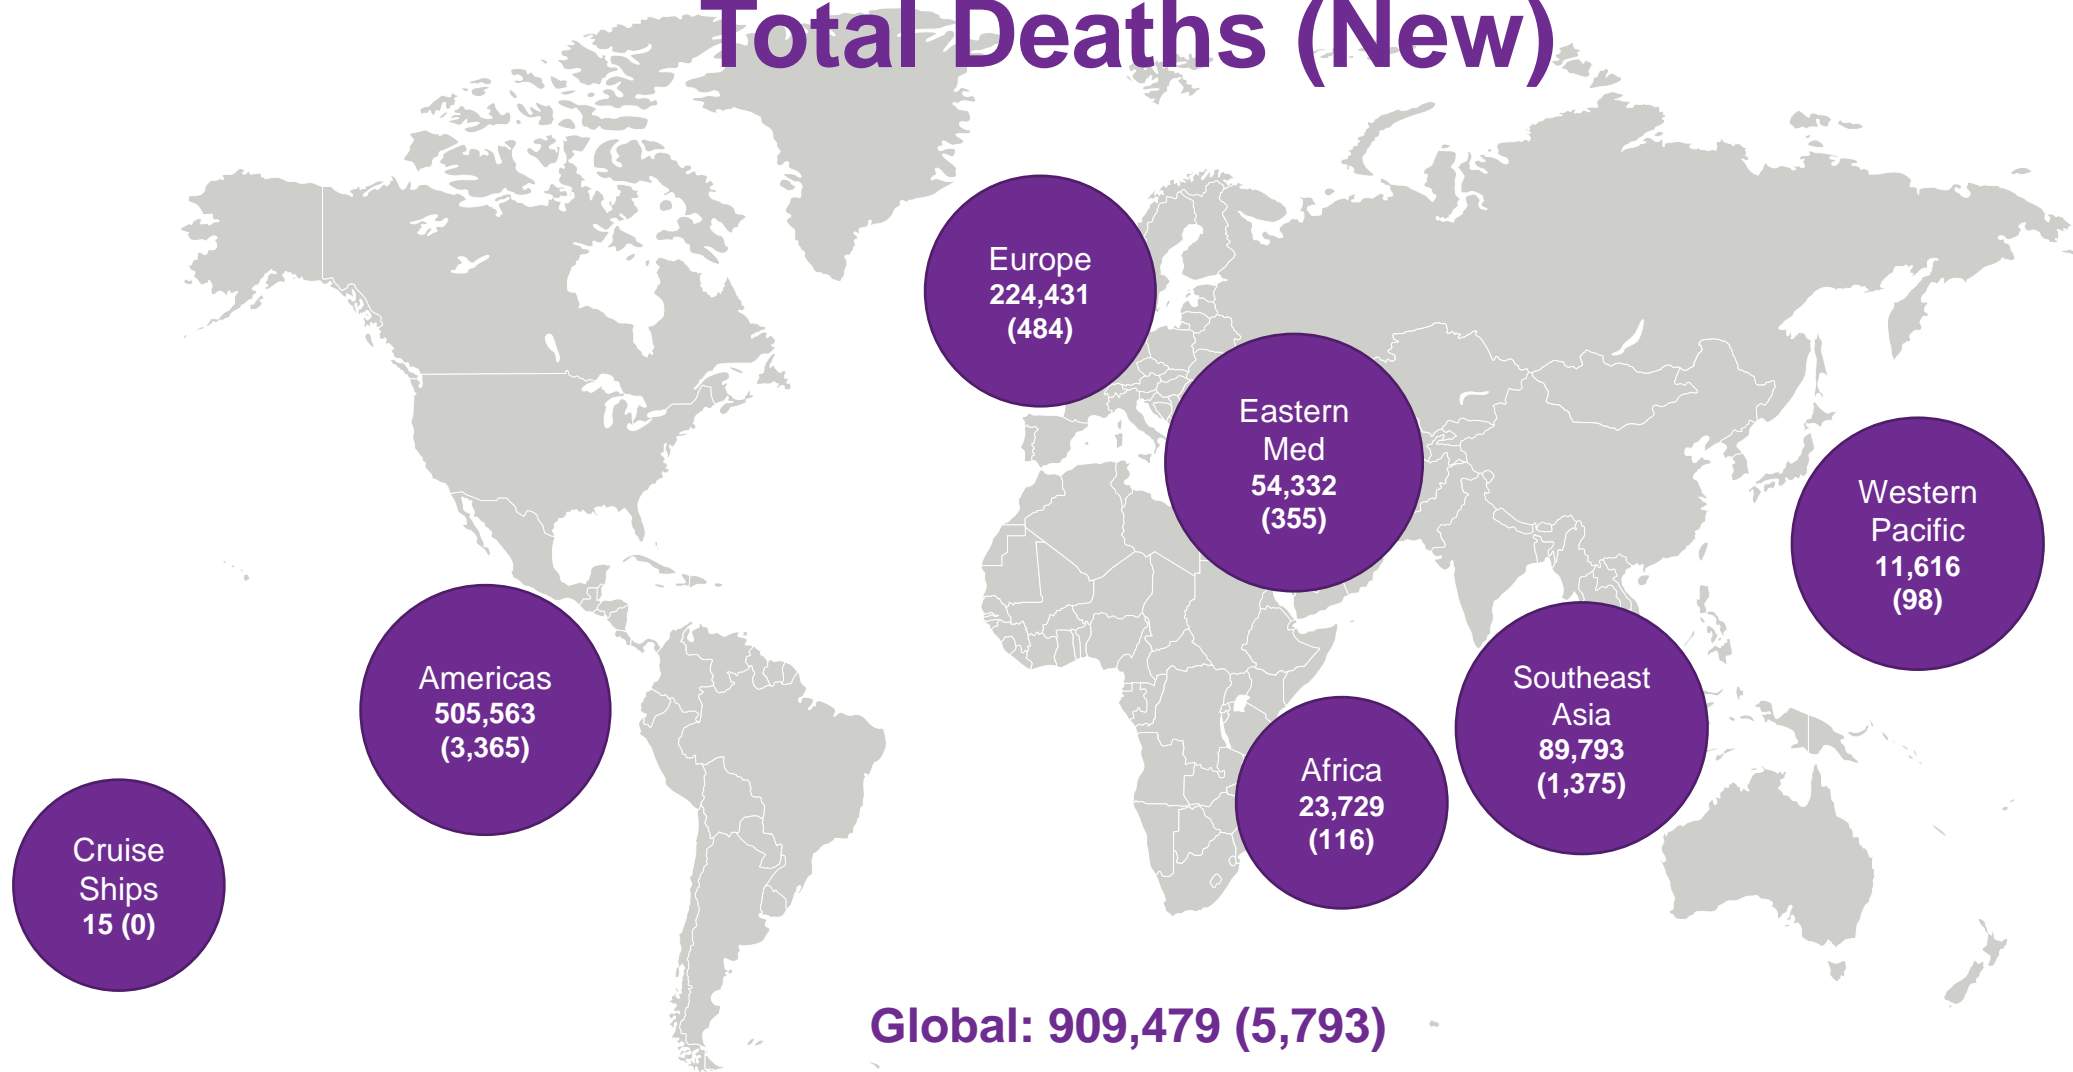 Total Deaths (New)
Europe
224,431
(484)
Eastern
Med
54,332
(355)
Western
Pacific
11,616
(98)
Americas
505,563
(3,365)
Southeast
Asia
89,793
(1,375)
Africa
23,729
(116)
Cruise
Ships
15 (0)
Global: 909,479 (5,793)